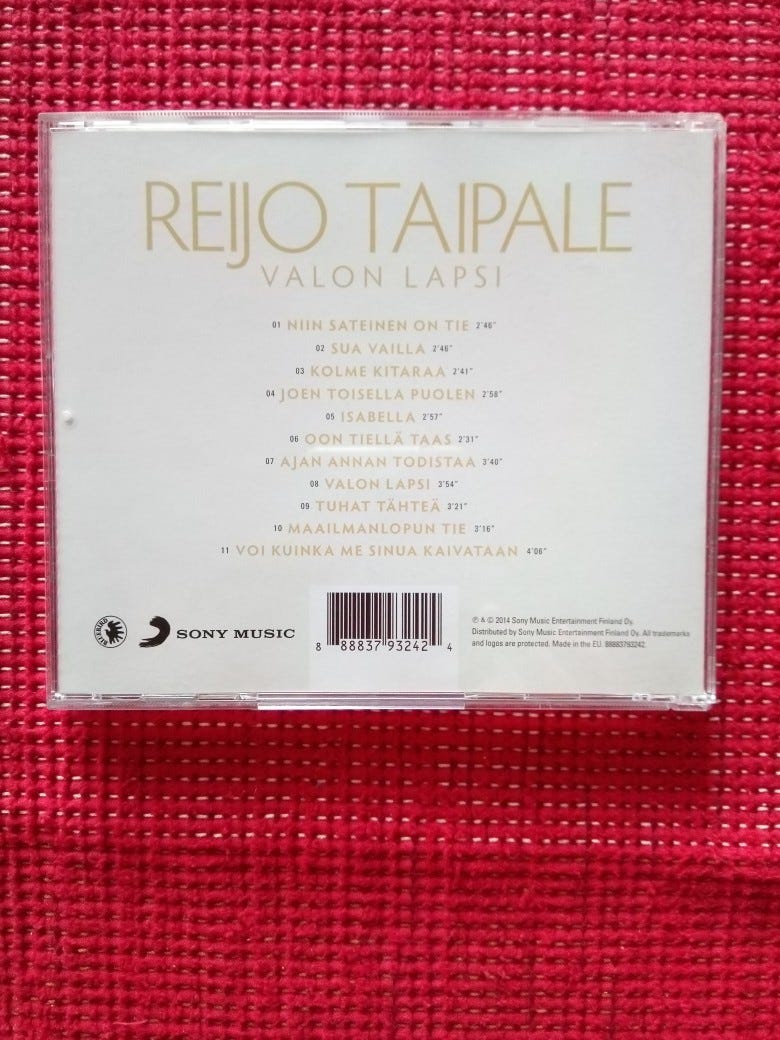 REIJO TAIPALE
VALON LAPSI
01 NIIN SATEINEN ON TIE 2'46"
02 SUA VAILLA 2'46"
03 KOLME KITARAA 2'41"
04 JOEN TOISELLA PUOLEN 2'58"
05 ISABELLA 2'57"
06 OON TIELLÄ TAAS 2'31"
07 AJAN ANNAN TODISTAA 3'40"
08 VALON LAPSI 3'54"
09 TUHAT TÄHTEÄ 3'21"
10 MAAILMANLOPUN TIE 3'16"
11 VOI KUINKA ME SINUA KAIVATAAN 4'06"
BLUEBIRD
SONY MUSIC
8 88837 93242 4
℗ & © 2014 Sony Music Entertainment Finland Oy.
Distributed by Sony Music Entertainment Finland Oy. All trademarks
and logos are protected. Made in the EU. 88883793242